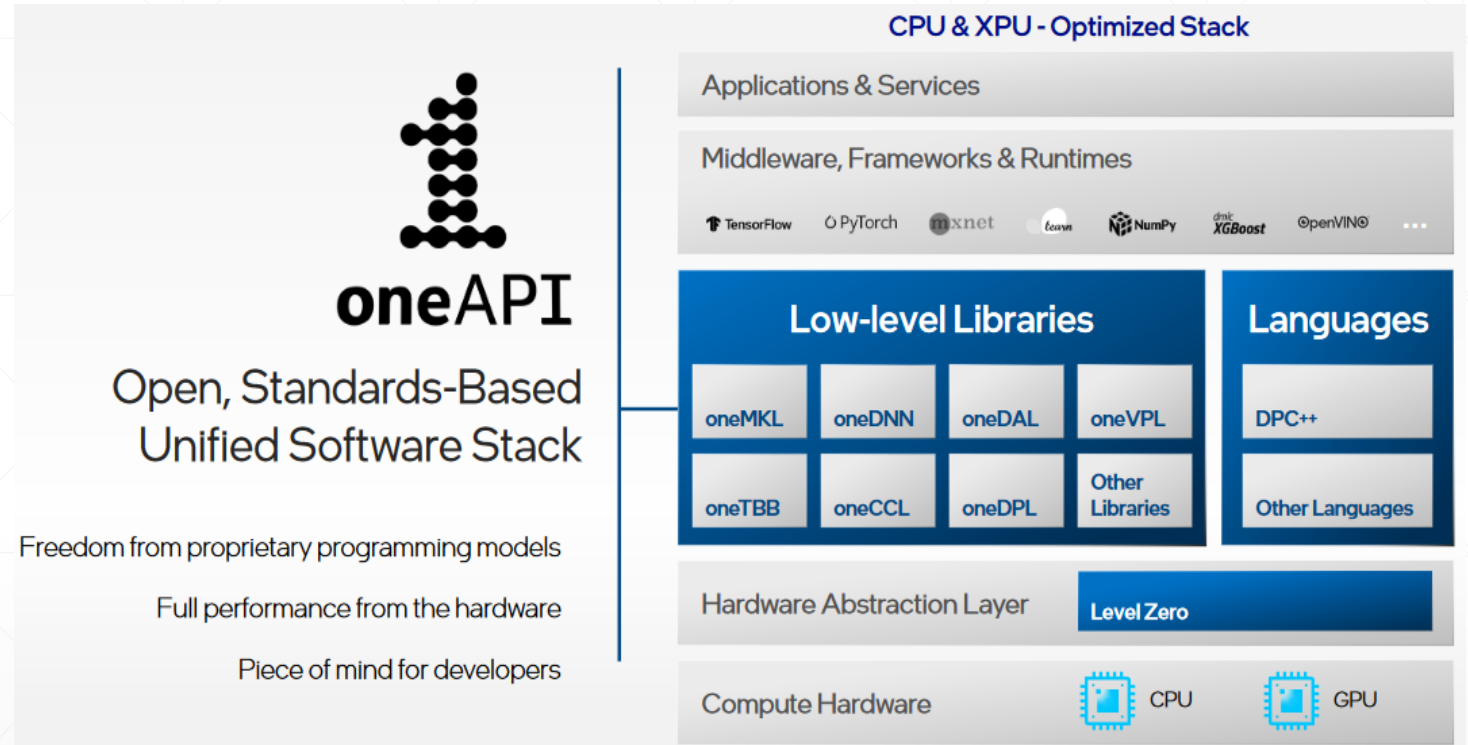 CPU & XPU - Optimized Stack
oneAPI
Open, Standards-Based
Unified Software Stack
Freedom from proprietary programming models
Full performance from the hardware
Piece of mind for developers
Applications & Services
Middleware, Frameworks & Runtimes
TensorFlow PyTorch mxnet learn NumPy dmlc XGBoost OpenVINO ...
Low-level Libraries
oneMKL oneDNN oneDAL oneVPL
oneTBB oneCCL oneDPL Other Libraries
Languages
DPC++
Other Languages
Hardware Abstraction Layer
Level Zero
Compute Hardware
CPU
GPU